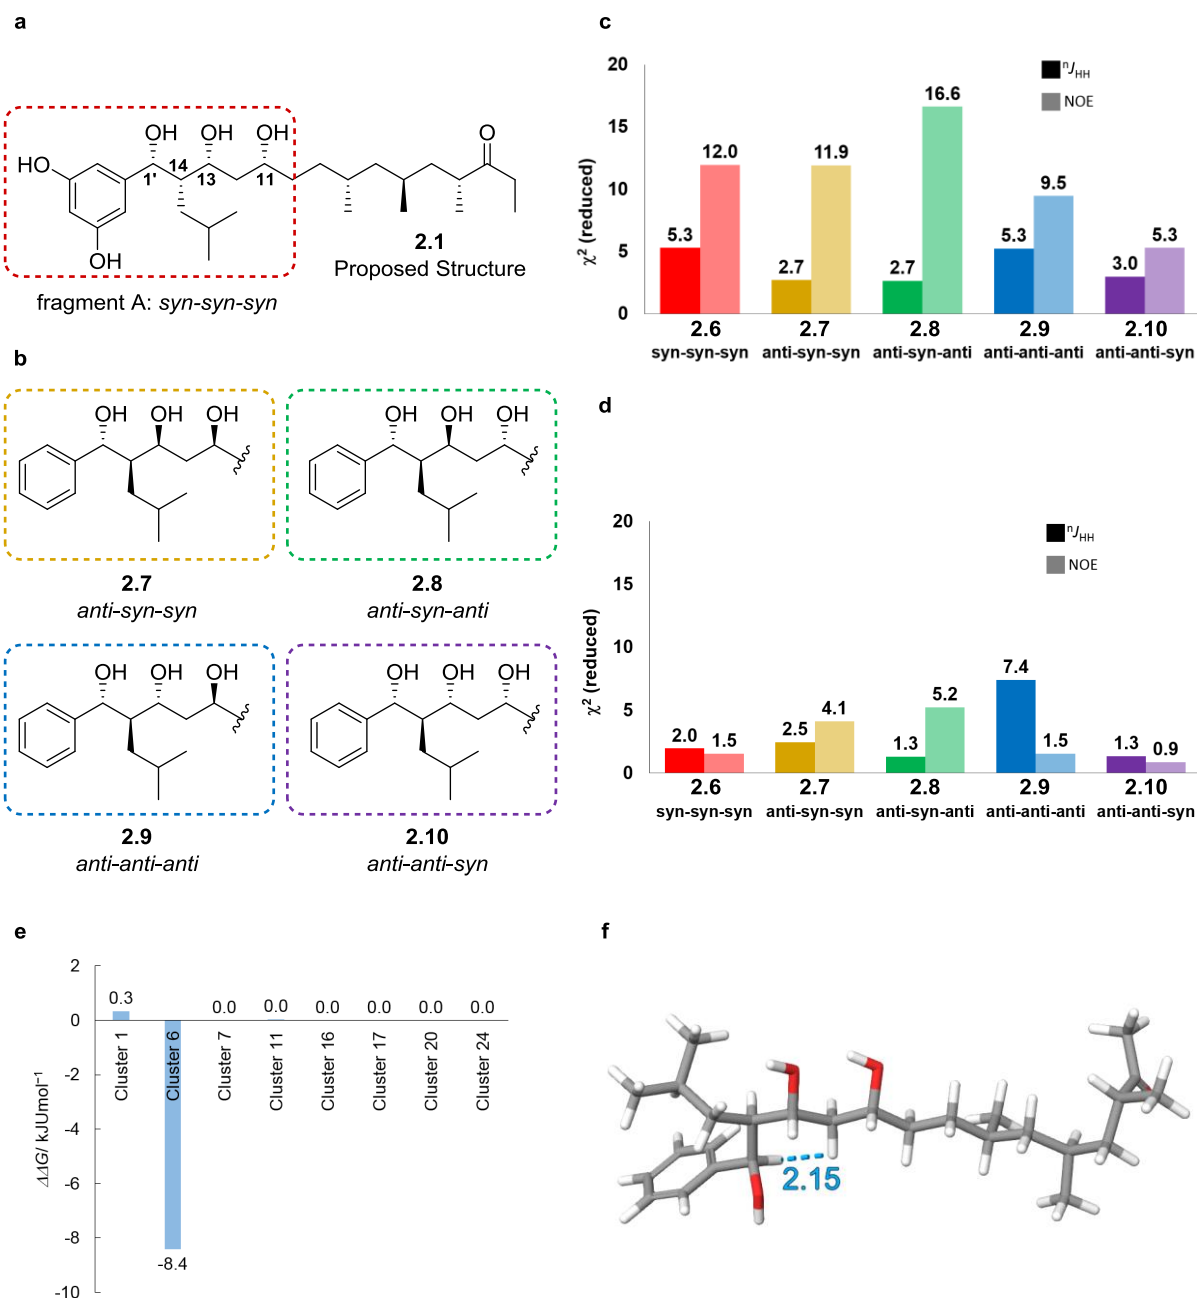 a
OH OH OH O
HO
14
1' 13 11
OH
2.1
Proposed Structure
fragment A: syn-syn-syn
b
OH OH OH
2.7
anti-syn-syn
OH OH OH
2.8
anti-syn-anti
OH OH OH
2.9
anti-anti-anti
OH OH OH
2.10
anti-anti-syn
c
χ² (reduced)
20
15
10
5
0
ⁿJHH
NOE
5.3 12.0 2.7 11.9 2.7 16.6 5.3 9.5 3.0 5.3
2.6 2.7 2.8 2.9 2.10
syn-syn-syn anti-syn-syn anti-syn-anti anti-anti-anti anti-anti-syn
d
χ² (reduced)
20
15
10
5
0
ⁿJHH
NOE
2.0 1.5 2.5 4.1 1.3 5.2 7.4 1.5 1.3 0.9
2.6 2.7 2.8 2.9 2.10
syn-syn-syn anti-syn-syn anti-syn-anti anti-anti-anti anti-anti-syn
e
ΔΔG/ kJUmol⁻¹
2
0
-2
-4
-6
-8
-10
0.3 -8.4 0.0 0.0 0.0 0.0 0.0 0.0
Cluster 1
Cluster 6
Cluster 7
Cluster 11
Cluster 16
Cluster 17
Cluster 20
Cluster 24
f
2.15